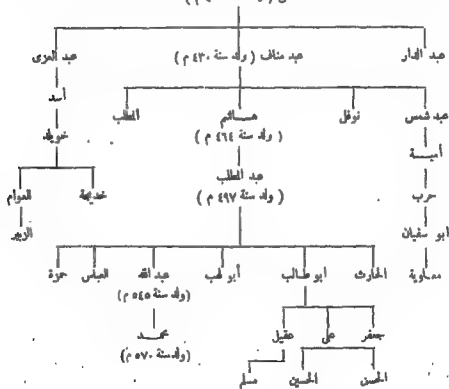 عبد الدار عبد مناف ( ولد سنة ٤٣٠ م ) عبد العزى
أسد
عبد شمس نوفل هاشم المطلب
( ولد سنة ٤٦٤ م )
خويلد
أمية
عبد المطلب
( ولد سنة ٤٩٧ م )
حرب خديجة العوام
ابو سفيان الزبير
معاوية الحارث أبو طالب أبو لهب عبد الله العباس حمزة
(ولد سنة ٥٤٥ م)
جعفر على عقيل محمد
(ولد سنة ٥٧٠ م)
الحسن الحسين مسلم